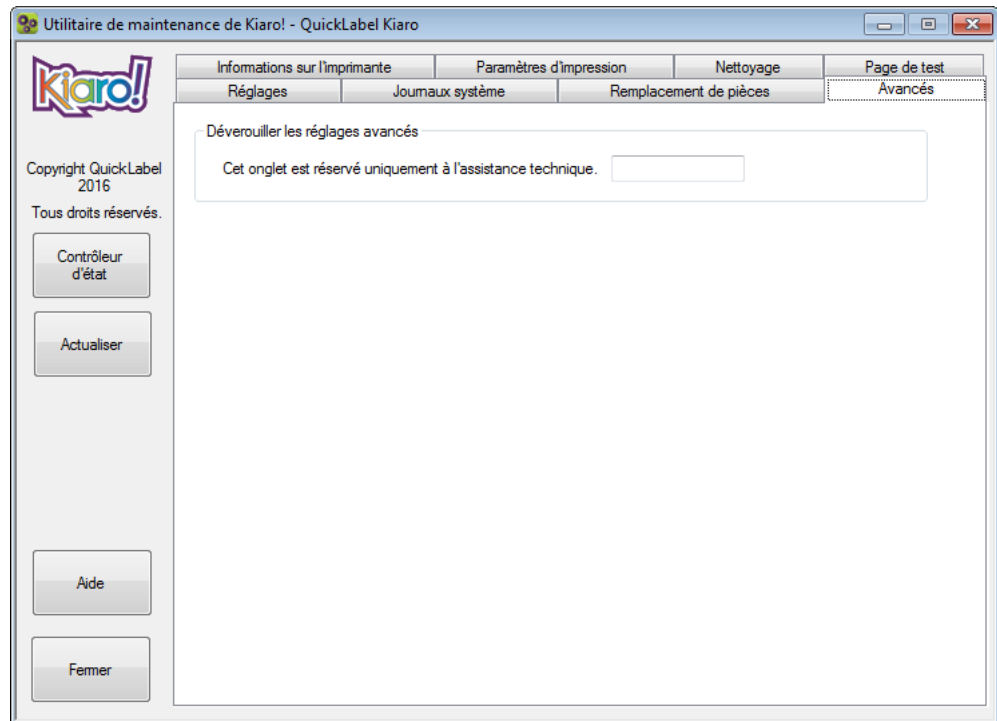 Utilitaire de maintenance de Kiaro! - QuickLabel Kiaro
Kiaro!
Informations sur l'imprimante
Paramètres d'impression
Nettoyage
Page de test
Réglages
Journaux système
Remplacement de pièces
Avancés
Copyright QuickLabel
2016
Tous droits réservés.
Contrôleur
d'état
Actualiser
Aide
Fermer
Déverouiller les réglages avancés
Cet onglet est réservé uniquement à l'assistance technique.